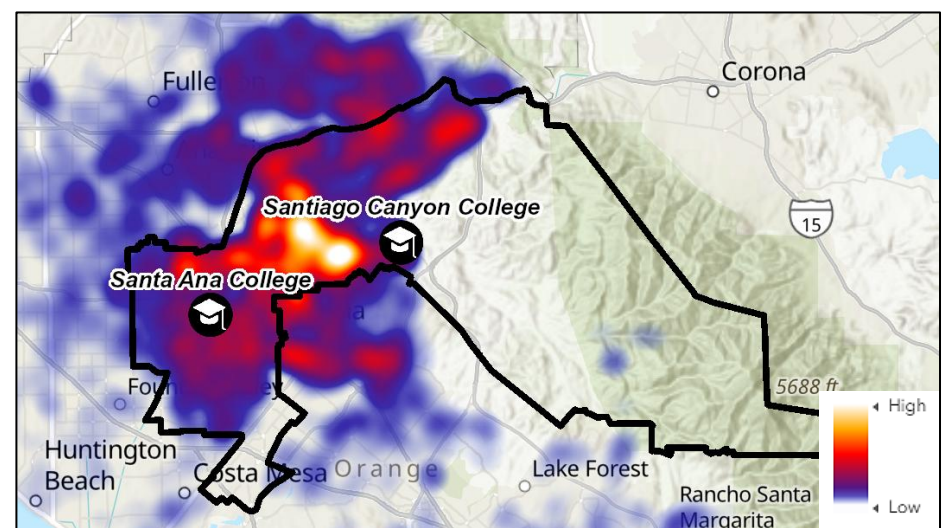 Corona
Santiago Canyon College
15
Santa Ana College
5688 ft
High
Huntington
Beach
Costa Mesa
Orange
Lake Forest
Rancho Santa
Margarita
Low